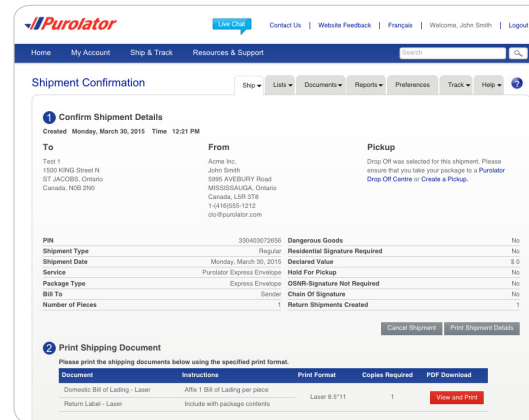 Purolator
Live Chat
Contact Us | Website Feedback | Français | Welcome, John Smith | Logout
Home My Account Ship & Track Resources & Support Search
Shipment Confirmation
Ship Lists Documents Reports Preferences Track Help ?
1 Confirm Shipment Details
Created Monday, March 30, 2015 Time 12:21 PM
To From Pickup
Test 1
1500 KING Street N
ST JACOBS, Ontario
Canada, N0B 2N0
Acme Inc.
John Smith
5995 AVEBURY Road
MISSISSAUGA, Ontario
Canada, L5R 3T8
1-(416)555-1212
clo@purolator.com
Drop Off was selected for this shipment. Please
ensure that you take your package to a Purolator
Drop Off Centre or Create a Pickup.
PIN 330403072656 Dangerous Goods No
Shipment Type Regular Residential Signature Required No
Shipment Date Monday, March 30, 2015 Declared Value $ 0
Service Purolator Express Envelope Hold For Pickup No
Package Type Express Envelope OSNR-Signature Not Required No
Bill To Sender Chain Of Signature No
Number of Pieces 1 Return Shipments Created 1
Cancel Shipment Print Shipment Details
2 Print Shipping Document
Please print the shipping documents below using the specified print format.
Document Instructions Print Format Copies Required PDF Download
Domestic Bill of Lading - Laser Affix 1 Bill of Lading per piece
Laser 8.5*11 1 View and Print
Return Label - Laser Include with package contents